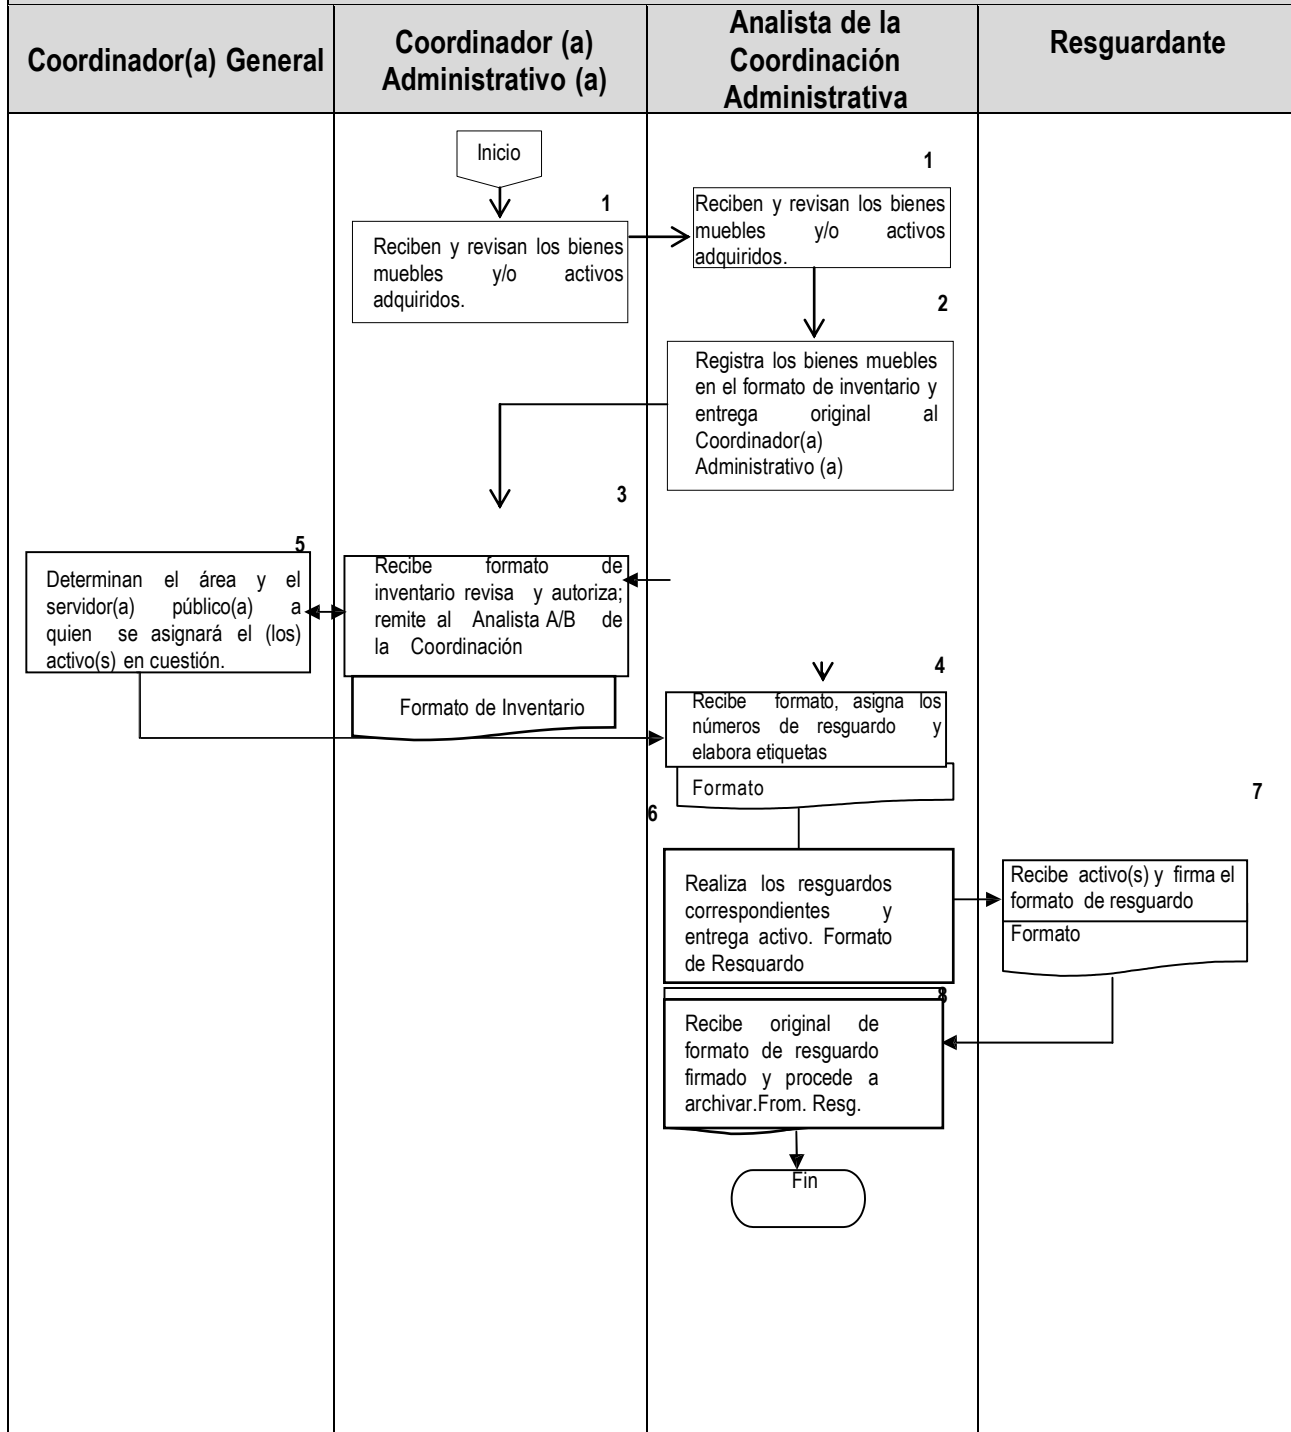 Coordinador(a) General
Coordinador (a)
Administrativo (a)
Analista de la
Coordinación
Administrativa
Resguardante
Inicio
1
Reciben y revisan los bienes
muebles y/o activos
adquiridos.
1
Reciben y revisan los bienes
muebles y/o activos
adquiridos.
2
Registra los bienes muebles
en el formato de inventario y
entrega original al
Coordinador(a)
Administrativo (a)
3
Recibe formato de
inventario revisa y autoriza;
remite al Analista A/B de
la Coordinación
Formato de Inventario
5
Determinan el área y el
servidor(a) público(a) a
quien se asignará el (los)
activo(s) en cuestión.
4
Recibe formato, asigna los
números de resguardo y
elabora etiquetas
Formato
6
Realiza los resguardos
correspondientes y
entrega activo. Formato
de Resguardo
7
Recibe activo(s) y firma el
formato de resguardo
Formato
8
Recibe original de
formato de resguardo
firmado y procede a
archivar.From. Resg.
Fin